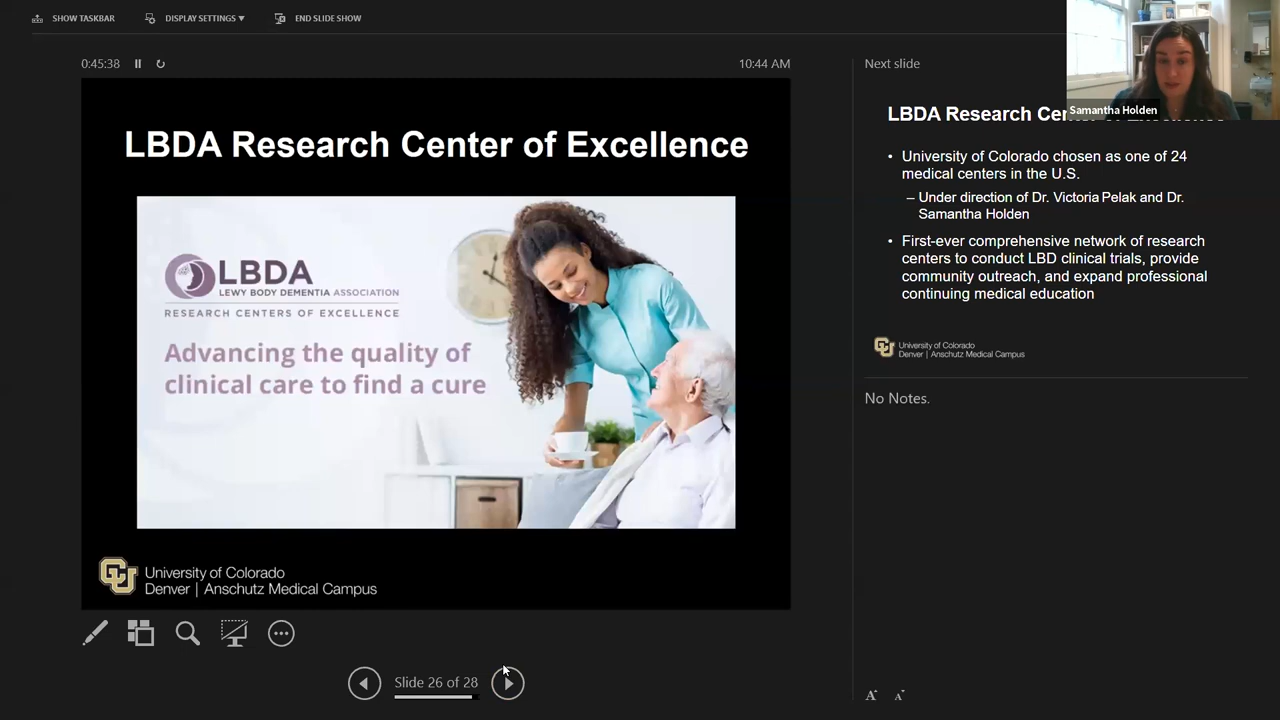 SHOW TASKBAR
DISPLAY SETTINGS ▼
END SLIDE SHOW
0:45:38
10:44 AM
LBDA Research Center of Excellence
LBDA
LEWY BODY DEMENTIA ASSOCIATION
RESEARCH CENTERS OF EXCELLENCE
Advancing the quality of
clinical care to find a cure
CU
University of Colorado
Denver | Anschutz Medical Campus
Slide 26 of 28
Next slide
Samantha Holden
LBDA Research Center of Excellence
• University of Colorado chosen as one of 24
medical centers in the U.S.
– Under direction of Dr. Victoria Pelak and Dr.
Samantha Holden
• First-ever comprehensive network of research
centers to conduct LBD clinical trials, provide
community outreach, and expand professional
continuing medical education
CU
University of Colorado
Denver | Anschutz Medical Campus
No Notes.
A A